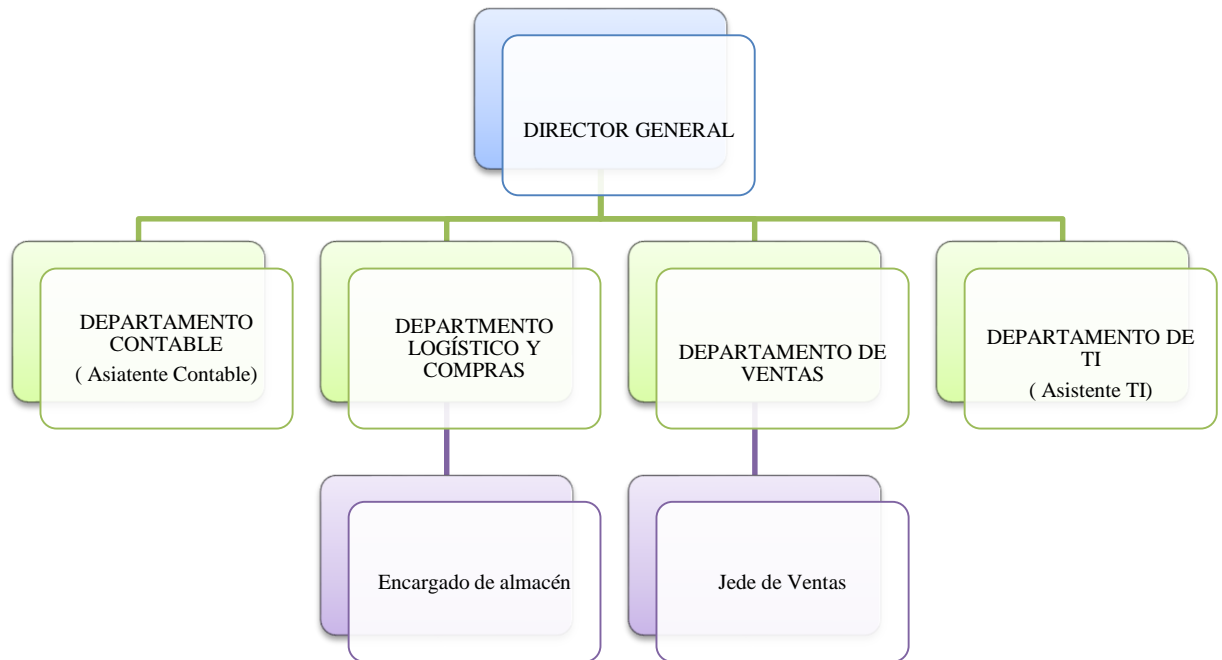 DIRECTOR GENERAL
DEPARTAMENTO
CONTABLE
( Asiatente Contable)
DEPARTMENTO
LOGÍSTICO Y
COMPRAS
DEPARTAMENTO DE
VENTAS
DEPARTAMENTO DE
TI
( Asistente TI)
Encargado de almacén
Jede de Ventas